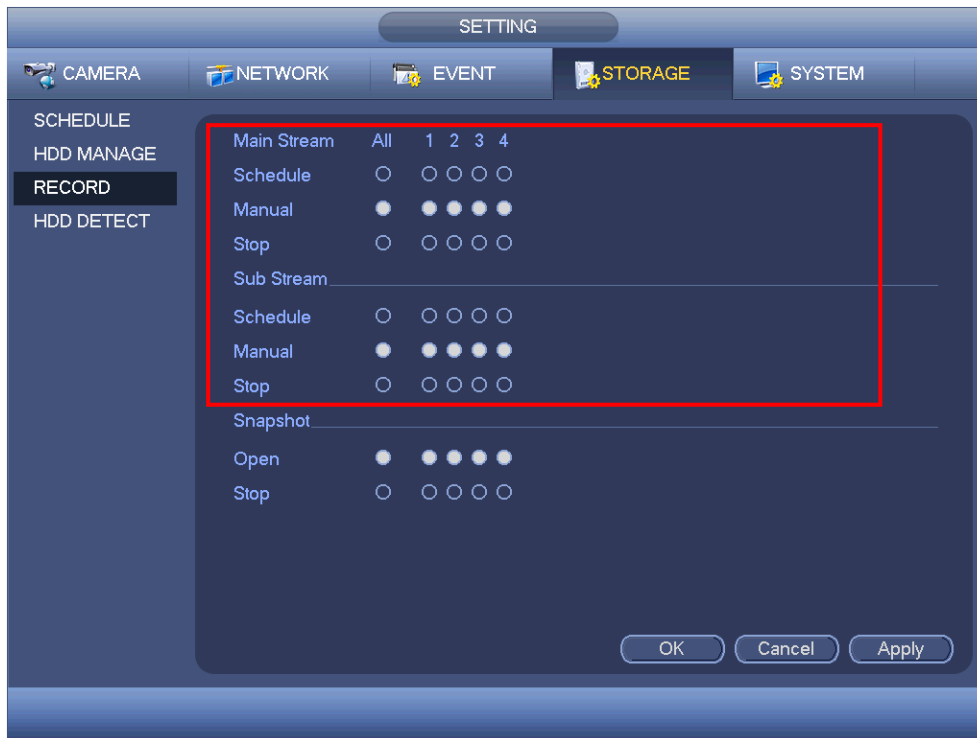 SETTING
CAMERA NETWORK EVENT STORAGE SYSTEM
SCHEDULE
HDD MANAGE
RECORD
HDD DETECT
Main Stream All 1 2 3 4
Schedule
Manual
Stop
Sub Stream
Schedule
Manual
Stop
Snapshot
Open
Stop
OK Cancel Apply